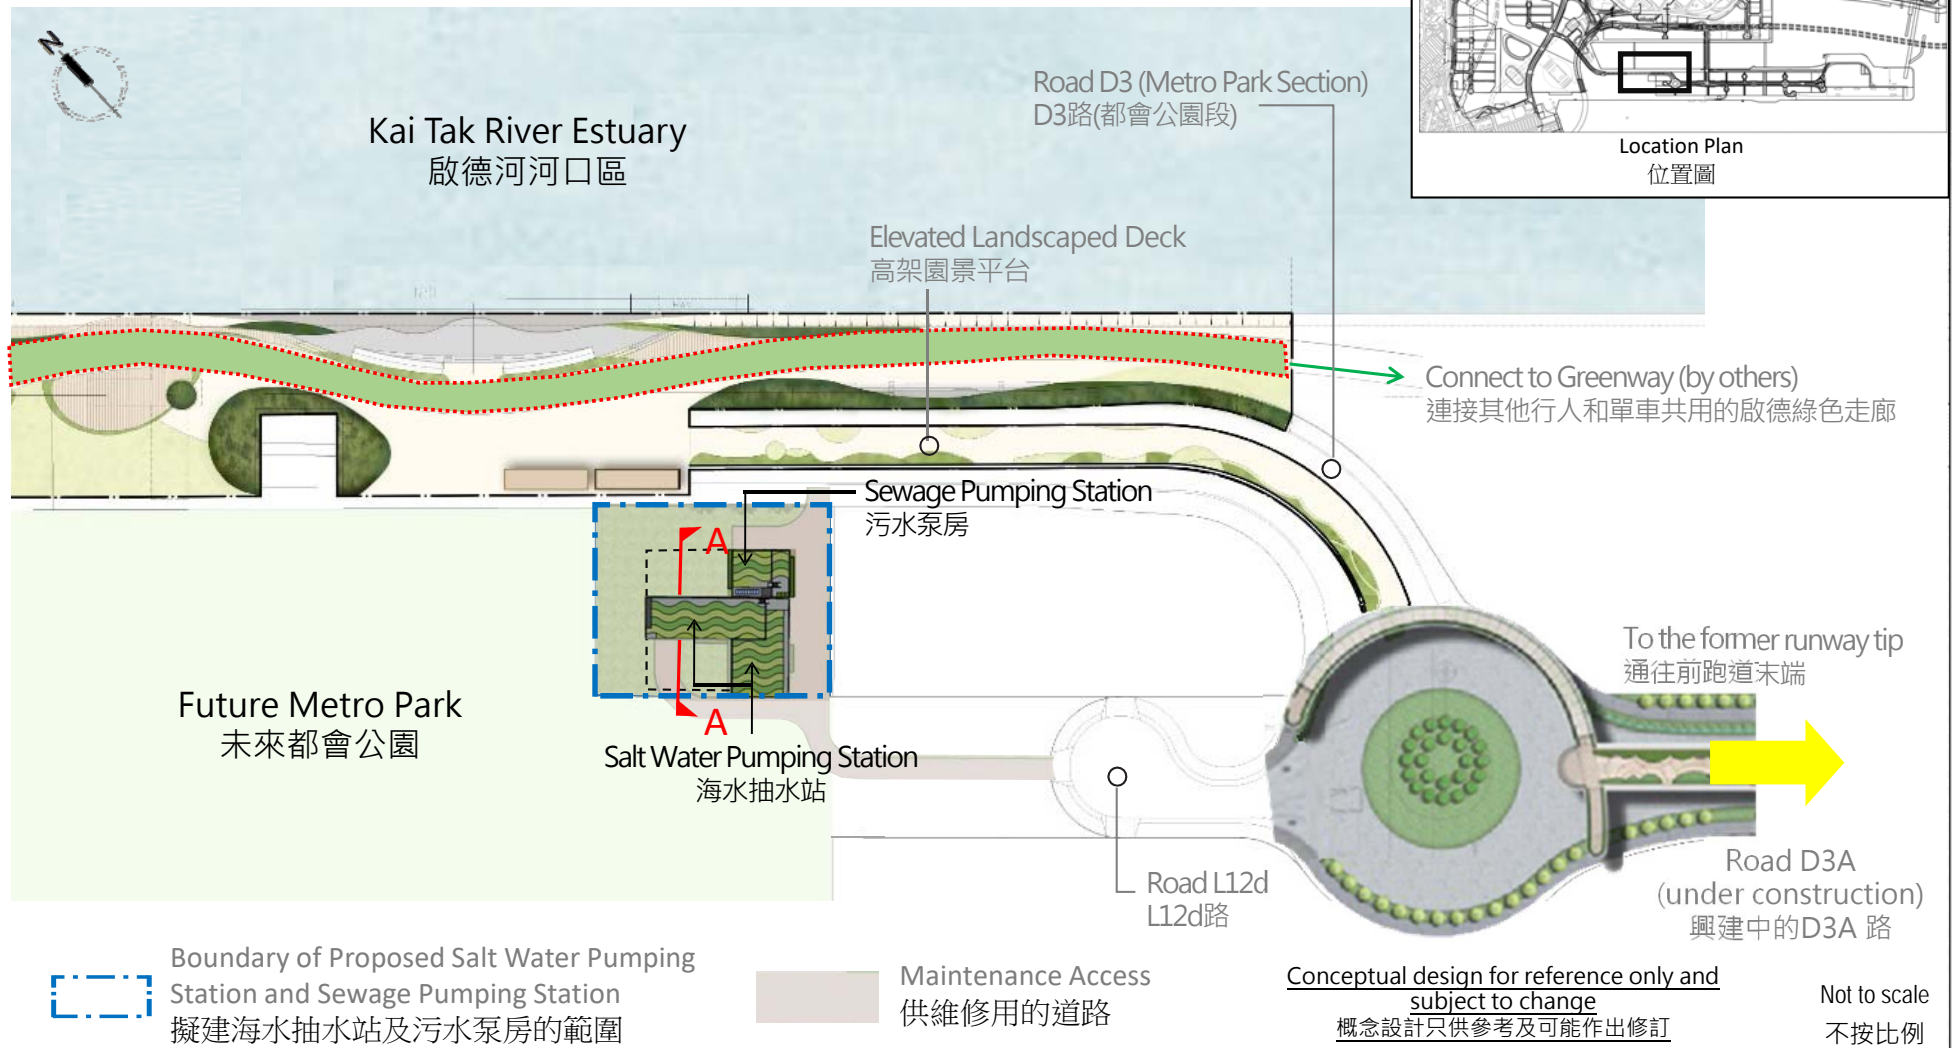 N
Kai Tak River Estuary
啟德河河口區
Road D3 (Metro Park Section)
D3路(都會公園段)
Location Plan
位置圖
Elevated Landscaped Deck
高架園景平台
Connect to Greenway (by others)
連接其他行人和單車共用的啟德綠色走廊
Sewage Pumping Station
污水泵房
A
A
Future Metro Park
未來都會公園
Salt Water Pumping Station
海水抽水站
To the former runway tip
通往前跑道末端
Road L12d
L12d路
Road D3A
(under construction)
興建中的D3A 路
Boundary of Proposed Salt Water Pumping
Station and Sewage Pumping Station
擬建海水抽水站及污水泵房的範圍
Maintenance Access
供維修用的道路
Conceptual design for reference only and
subject to change
概念設計只供參考及可能作出修訂
Not to scale
不按比例